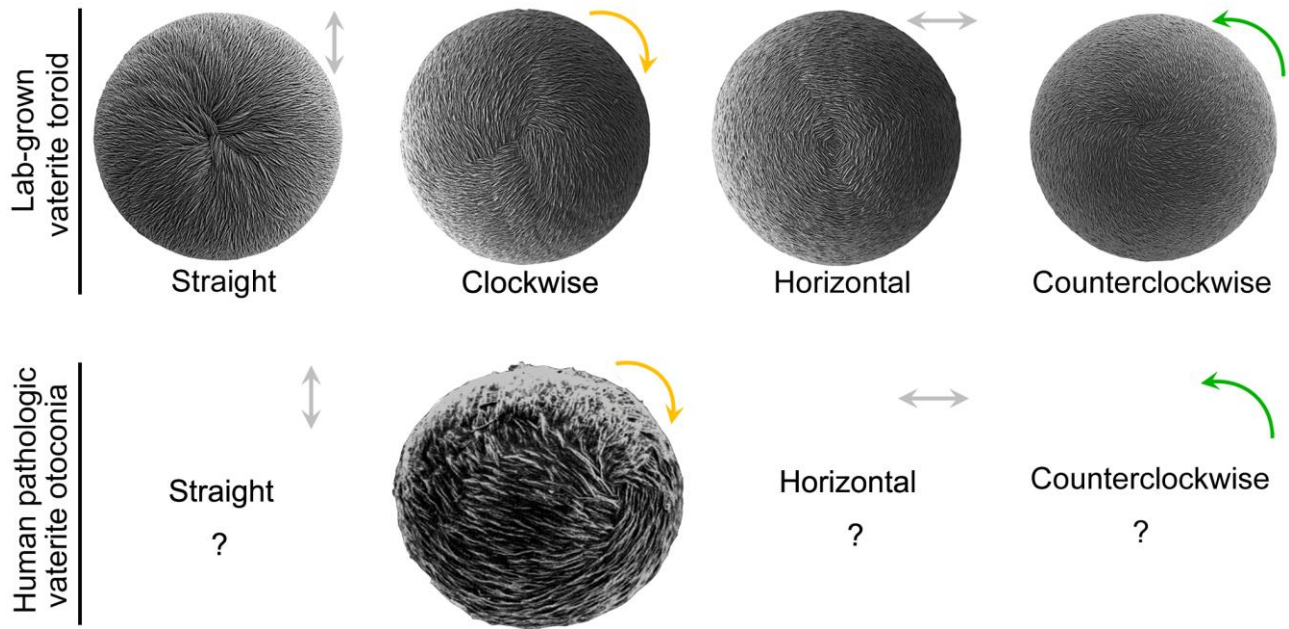 Lab-grown
vaterite toroid
Straight
Clockwise
Horizontal
Counterclockwise
Human pathologic
vaterite otoconia
Straight
?
Horizontal
?
Counterclockwise
?